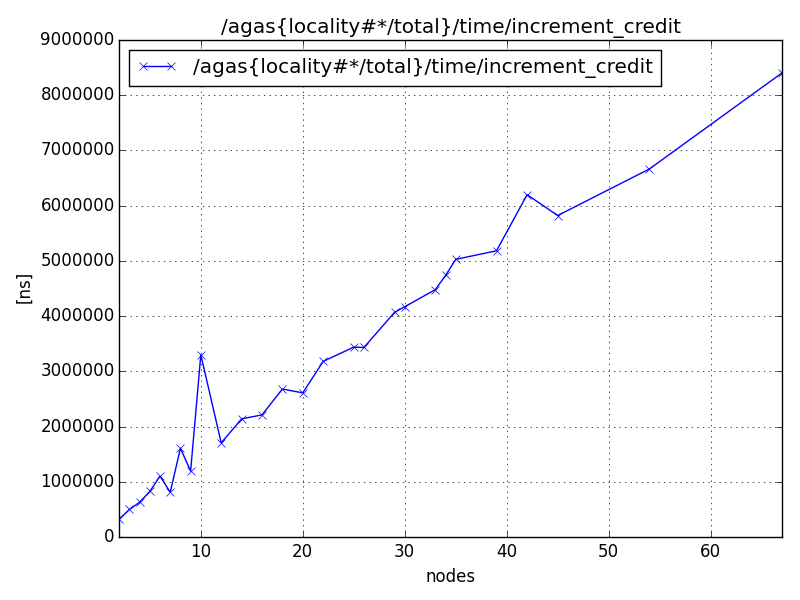 /agas{locality#*/total}/time/increment_credit
/agas{locality#*/total}/time/increment_credit
9000000
8000000
7000000
6000000
5000000
4000000
3000000
2000000
1000000
0
[ns]
10 20 30 40 50 60
nodes